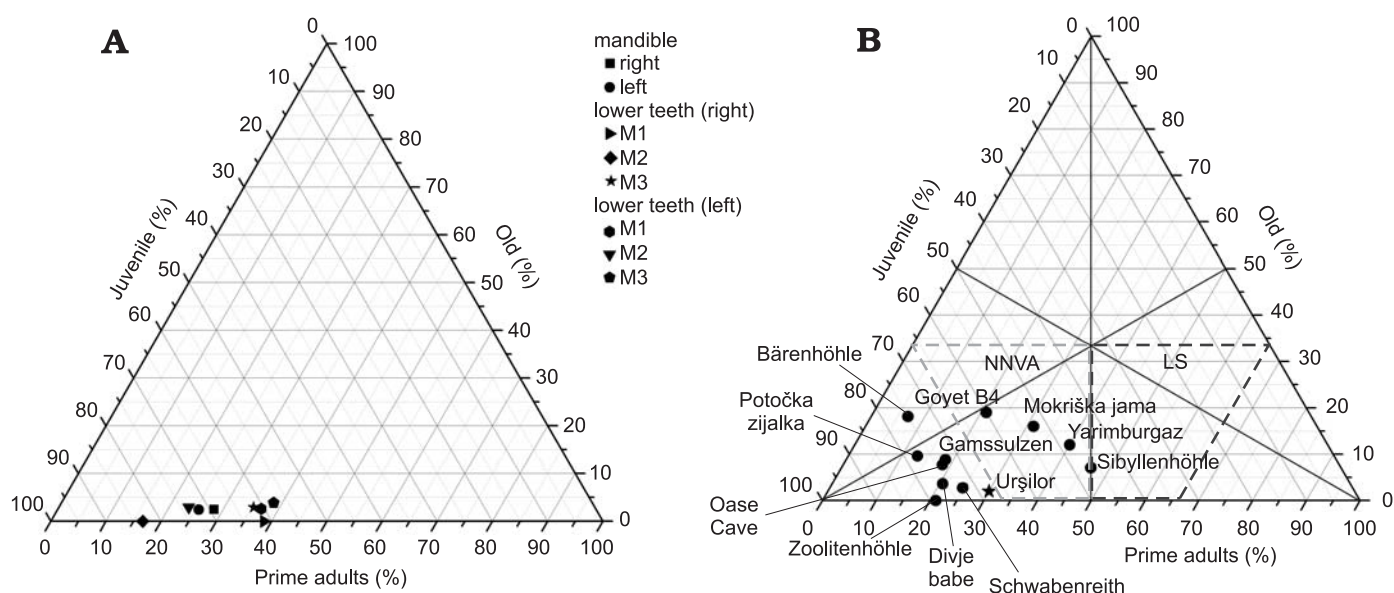 A
0
10
20
30
40
50
60
70
80
90
100
Juvenile (%)
100
90
80
70
60
50
40
30
20
10
0
Old (%)
0
10
20
30
40
50
60
70
80
90
100
Prime adults (%)
mandible
right
left
lower teeth (right)
M1
M2
M3
lower teeth (left)
M1
M2
M3
B
0
10
20
30
40
50
60
70
80
90
100
Juvenile (%)
100
90
80
70
60
50
40
30
20
10
0
Old (%)
0
10
20
30
40
50
60
70
80
90
100
Prime adults (%)
NNVA
LS
Bärenhöhle
Goyet B4
Mokriška jama
Potočka
zijalka
Gamssulzen
Yarimburgaz
Sibyllenhöhle
Urşilor
Oase
Cave
Zoolitenhöhle
Divje
babe
Schwabenreith